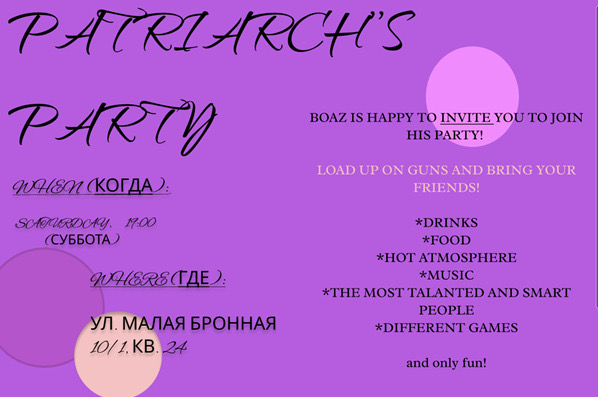 PATRIARCH'S
PARTY
WHEN (КОГДА):
SATURDAY, 19:00
(СУББОТА)
WHERE (ГДЕ):
УЛ. МАЛАЯ БРОННАЯ
10/1, КВ. 24
BOAZ IS HAPPY TO INVITE YOU TO JOIN
HIS PARTY!
LOAD UP ON GUNS AND BRING YOUR
FRIENDS!
*DRINKS
*FOOD
*HOT ATMOSPHERE
*MUSIC
*THE MOST TALANTED AND SMART
PEOPLE
*DIFFERENT GAMES
and only fun!